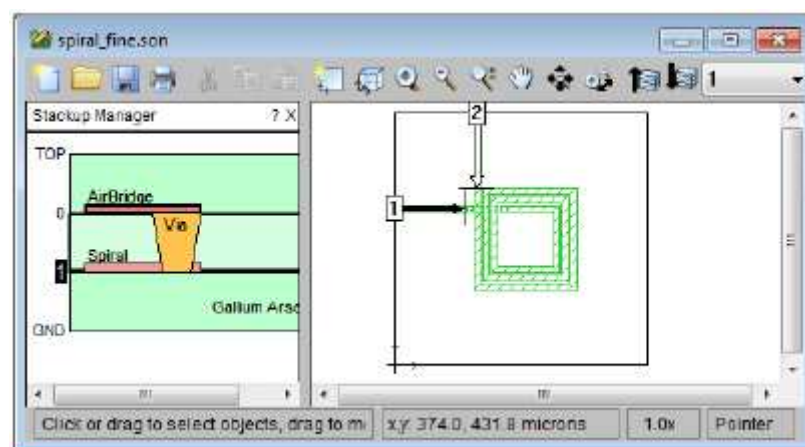 spiral_fine.son
1
Stackup Manager ? X
TOP
AirBridge
0
Via
Spiral
Gallium Arse
GND
2
1
Click or drag to select objects, drag to m
x,y: 374.0, 431.8 microns
1.0x
Pointer